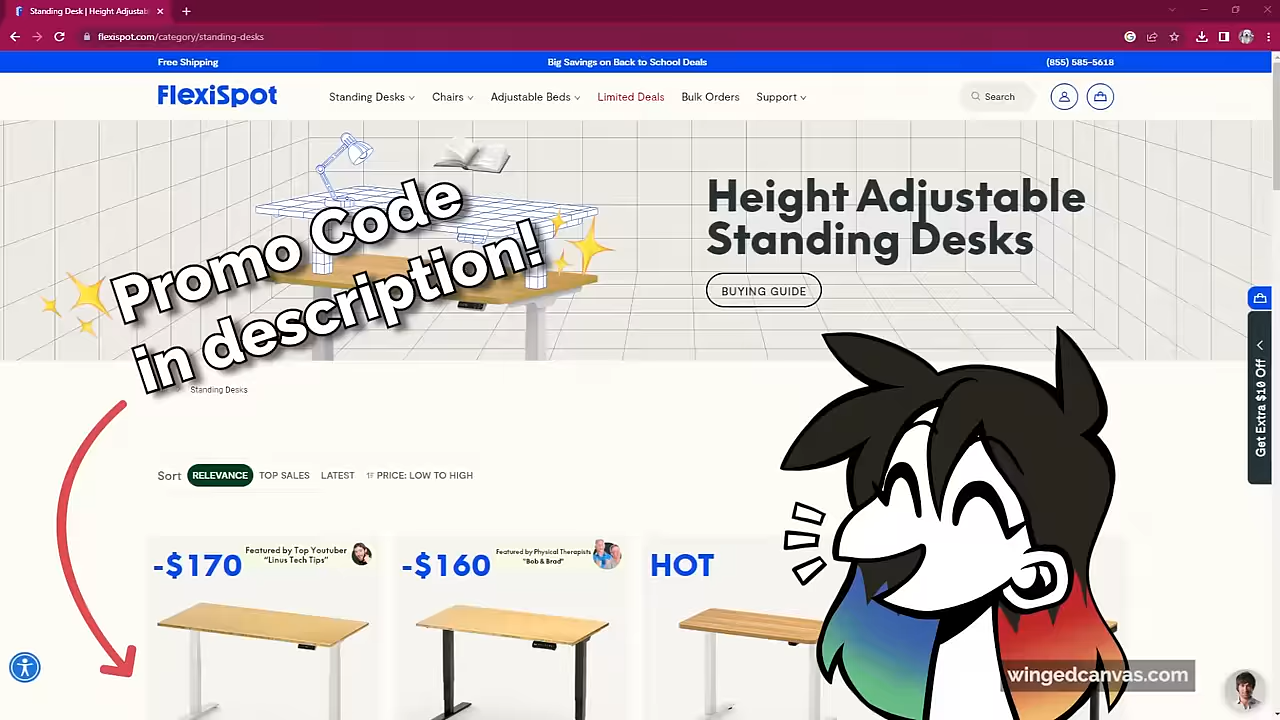 Standing Desk | Height Adjustab
flexispot.com/category/standing-desks
Free Shipping
Big Savings on Back to School Deals
(855) 585-5618
FlexiSpot
Standing Desks
Chairs
Adjustable Beds
Limited Deals
Bulk Orders
Support
Search
Height Adjustable
Standing Desks
BUYING GUIDE
Promo Code
in description!
Get Extra $10 Off
Standing Desks
Sort
RELEVANCE
TOP SALES
LATEST
PRICE: LOW TO HIGH
-$170
Featured by Top Youtuber
"Linus Tech Tips"
-$160
Featured by Physical Therapists
"Bob & Brad"
HOT
wingedcanvas.com